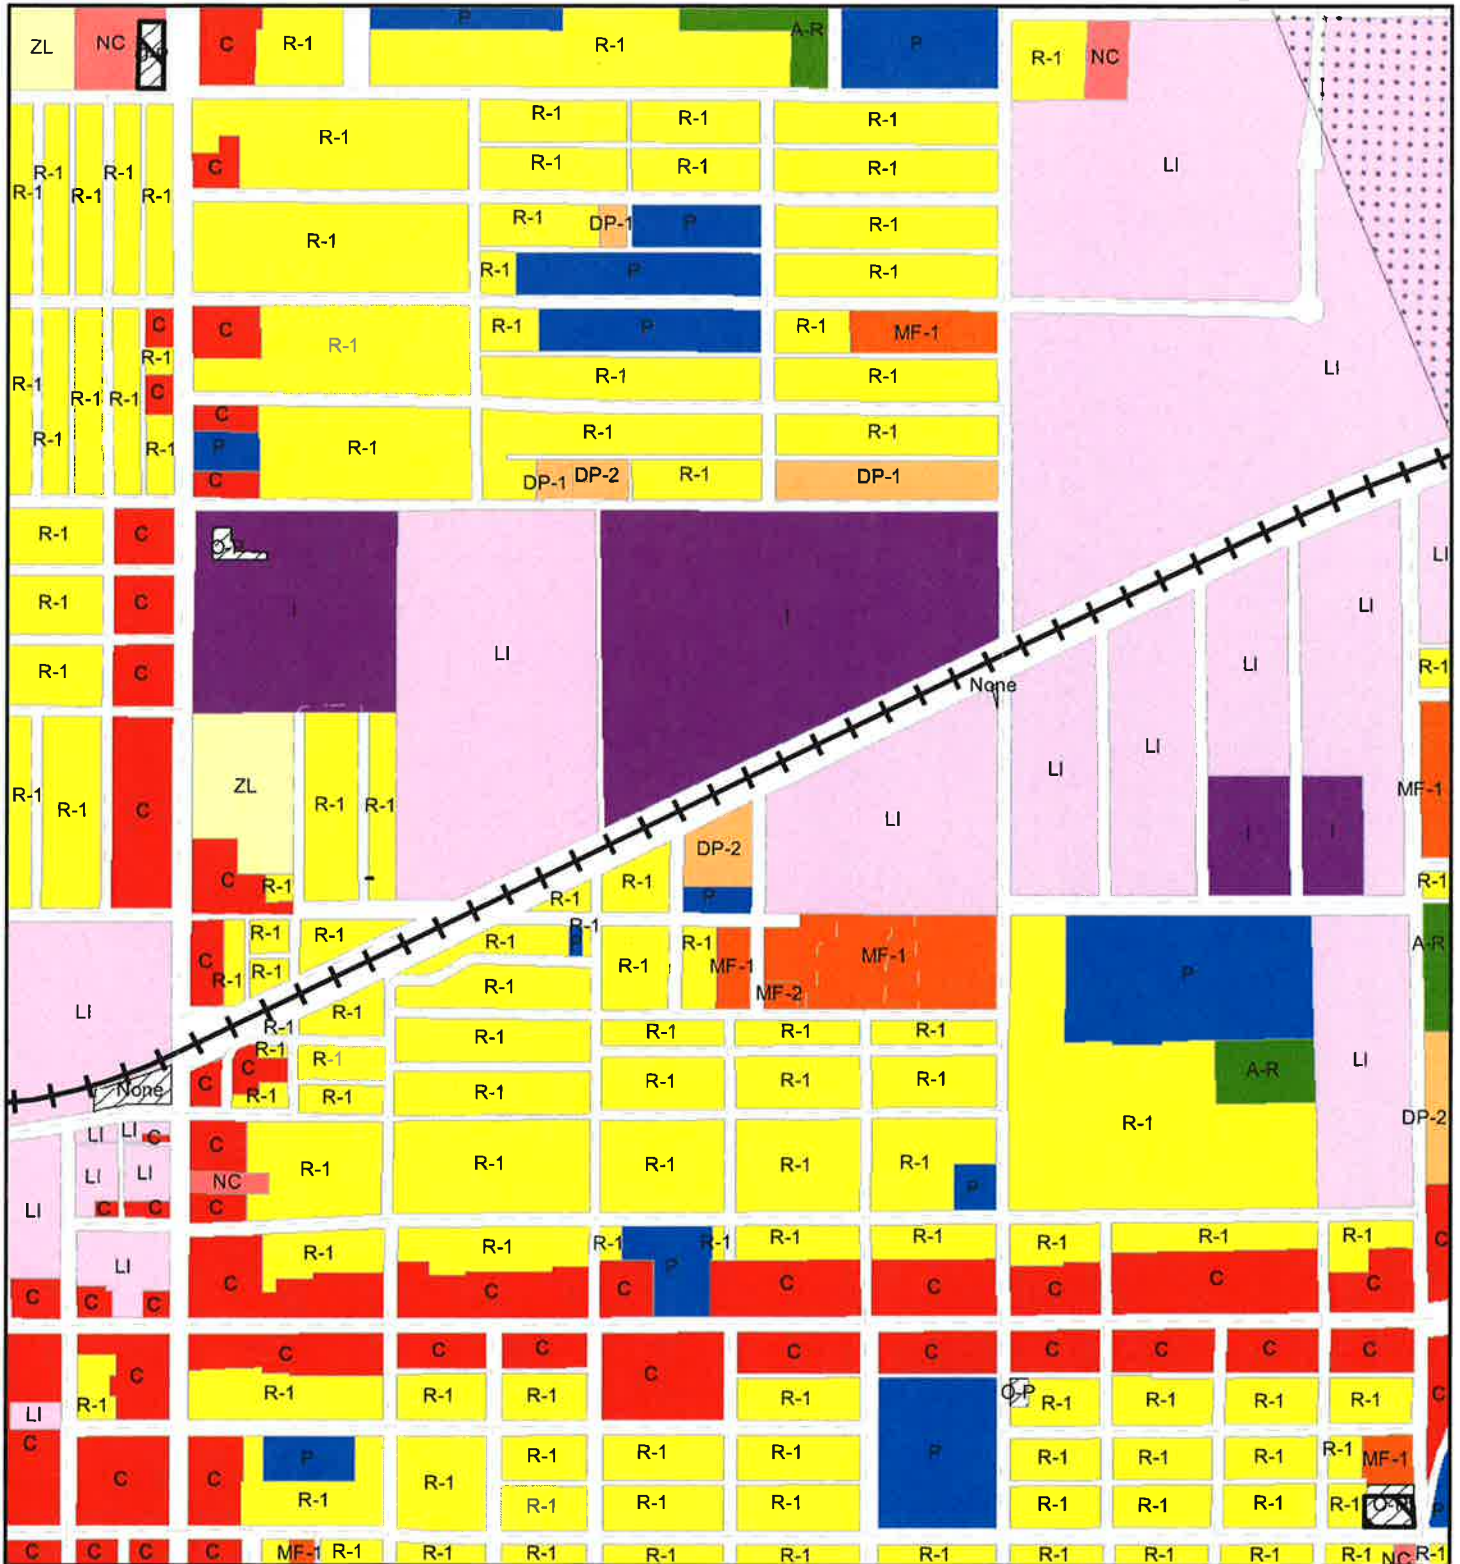 ZL NC C R-1 P R-1 A-R P R-1 NC
R-1 R-1 R-1 R-1
C R-1 R-1 R-1 LI
R-1 R-1 R-1 R-1 R-1
R-1 R-1 DP-1 P R-1
R-1 P R-1
C C R-1 R-1 P R-1 MF-1
R-1 C R-1 R-1 LI
R-1 R-1 R-1
C R-1 R-1
R-1 R-1 P R-1
C DP-1 DP-2 R-1 DP-1
R-1 C O-P LI
R-1 C I I LI
R-1 C LI LI R-1
None
R-1 R-1 C ZL R-1 R-1 LI LI LI MF-1
DP-2 I I
C R-1 R-1 R-1 P R-1
C R-1 R-1 R-1 R-1 R-1 MF-1 MF-1 A-R
R-1 R-1 R-1 R-1 MF-2 P
LI R-1 R-1 R-1 R-1 R-1
R-1 R-1 R-1 LI
None C C R-1 R-1 R-1 R-1 A-R
R-1 R-1 R-1
LI LI C C R-1 R-1 R-1 R-1 R-1 R-1 DP-2
LI LI NC P
LI C C C
LI C R-1 R-1 R-1 P R-1 R-1 R-1 R-1 R-1 R-1 C
C C C C C C C C C C
C C C C C C C C C C
R-1 R-1 R-1 R-1 R-1 O-P R-1 R-1 R-1 R-1 C
LI
C C C P R-1 R-1 R-1 R-1 P R-1 R-1 R-1 R-1 MF-1
R-1 R-1 R-1 R-1 R-1 R-1 R-1 R-1 P
C C C C MF-1 R-1 R-1 R-1 R-1 R-1 R-1 R-1 R-1 R-1 R-1 NC R-1